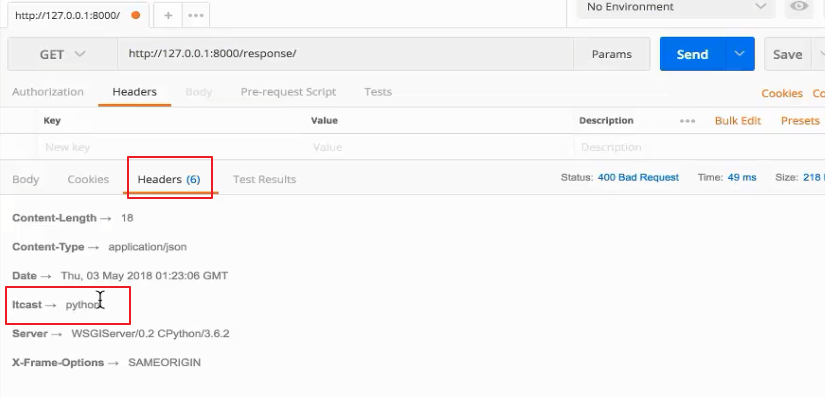 http://127.0.0.1:8000/ + ••• No Environment
GET http://127.0.0.1:8000/response/ Params Send Save
Authorization Headers Body Pre-request Script Tests Cookies Co
Key Value Description ••• Bulk Edit Presets
New key Value Description
Body Cookies Headers (6) Test Results Status: 400 Bad Request Time: 49 ms Size: 218
Content-Length → 18
Content-Type → application/json
Date → Thu, 03 May 2018 01:23:06 GMT
Itcast → python
Server → WSGIServer/0.2 CPython/3.6.2
X-Frame-Options → SAMEORIGIN